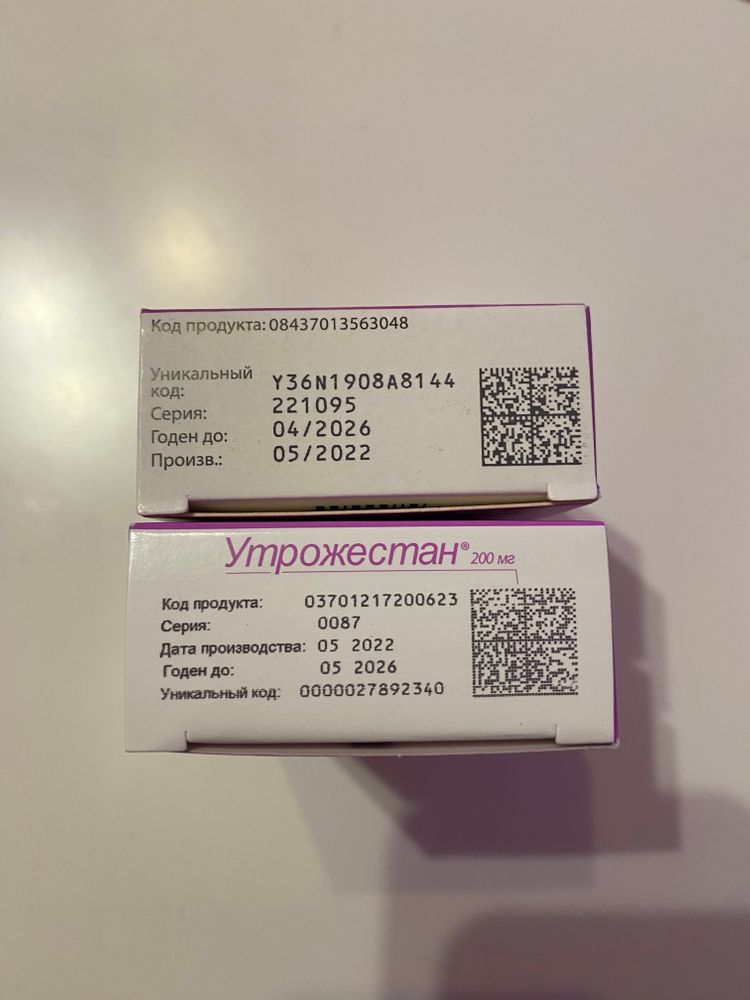 Код продукта: 08437013563048
Уникальный
код: Y36N1908A8144
Серия: 221095
Годен до: 04/2026
Произв.: 05/2022
Утрожестан® 200 мг
Код продукта: 03701217200623
Серия: 0087
Дата производства: 05 2022
Годен до: 05 2026
Уникальный код: 0000027892340